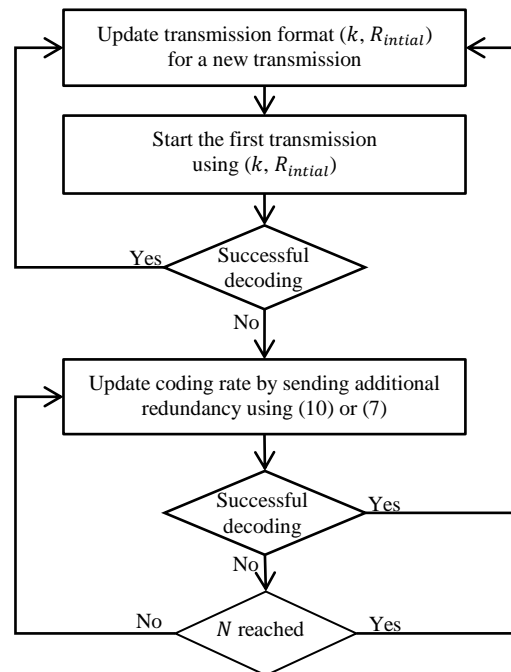 Update transmission format (k, R_intial)
for a new transmission
Start the first transmission
using (k, R_intial)
Yes
Successful
decoding
No
Update coding rate by sending additional
redundancy using (10) or (7)
Successful
decoding
Yes
No
No
N reached
Yes